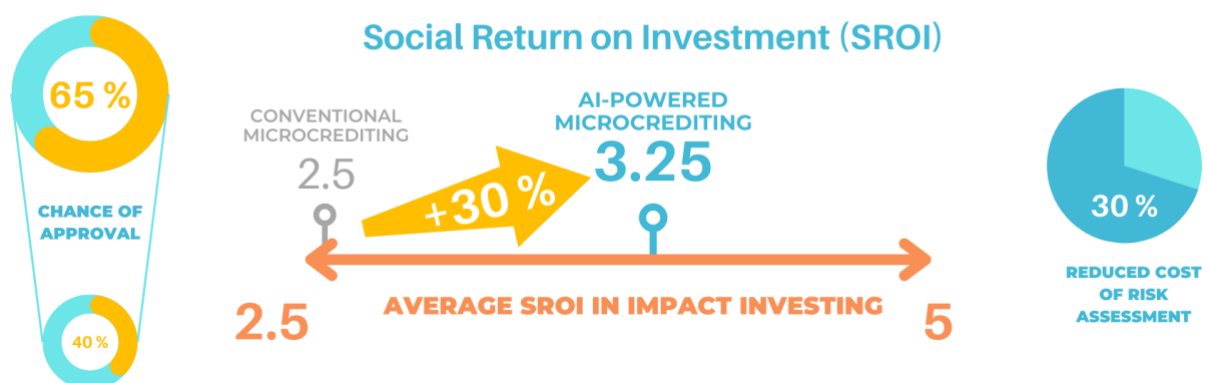 Social Return on Investment (SROI)
65 %
CHANCE OF
APPROVAL
40 %
CONVENTIONAL
MICROCREDITING
2.5
+30 %
AI-POWERED
MICROCREDITING
3.25
2.5
AVERAGE SROI IN IMPACT INVESTING
5
30 %
REDUCED COST
OF RISK
ASSESSMENT